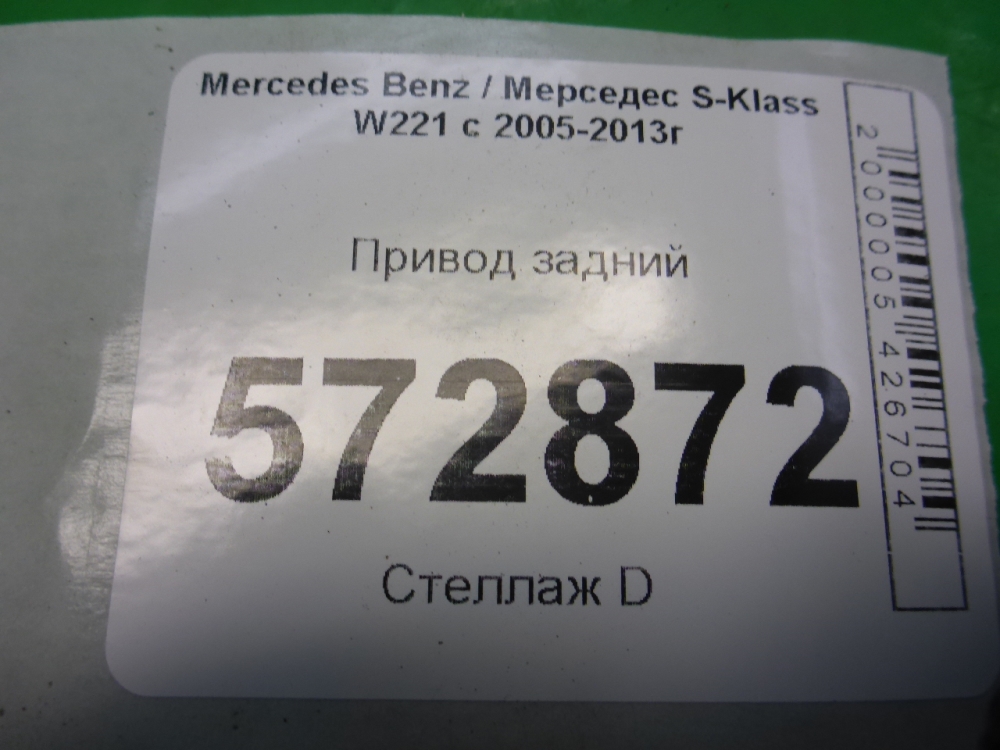 Mercedes Benz / Мерседес S-Klass
W221 с 2005-2013г
Привод задний
572872
Стеллаж D
2000005426704